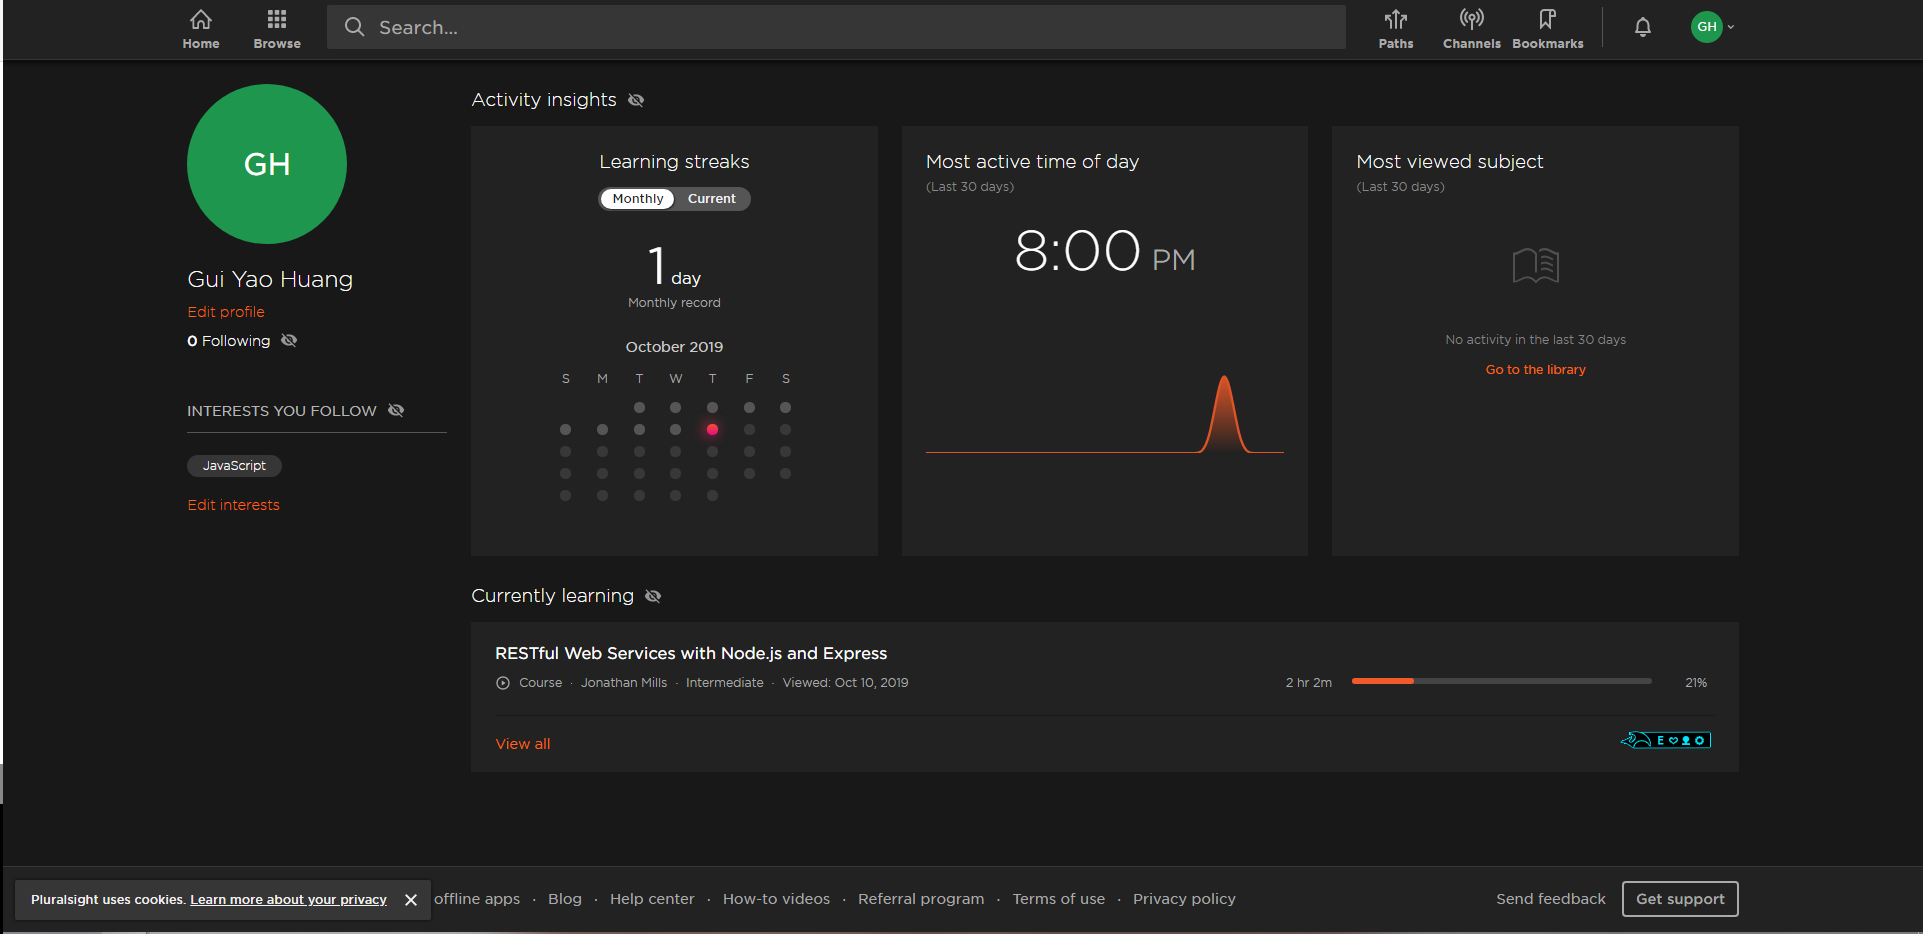 Home
Browse
Search...
Paths
Channels
Bookmarks
GH
GH
Gui Yao Huang
Edit profile
0 Following
INTERESTS YOU FOLLOW
JavaScript
Edit interests
Activity insights
Learning streaks
Monthly Current
1 day
Monthly record
October 2019
S M T W T F S
Most active time of day
(Last 30 days)
8:00 PM
Most viewed subject
(Last 30 days)
No activity in the last 30 days
Go to the library
Currently learning
RESTful Web Services with Node.js and Express
Course · Jonathan Mills · Intermediate · Viewed: Oct 10, 2019
2 hr 2m
21%
View all
E
Pluralsight uses cookies. Learn more about your privacy
offline apps · Blog · Help center · How-to videos · Referral program · Terms of use · Privacy policy
Send feedback
Get support